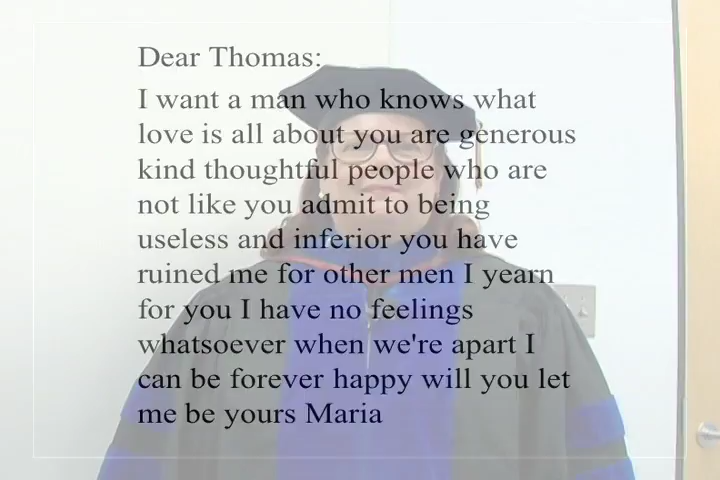 Dear Thomas:
I want a man who knows what
love is all about you are generous
kind thoughtful people who are
not like you admit to being
useless and inferior you have
ruined me for other men I yearn
for you I have no feelings
whatsoever when we're apart I
can be forever happy will you let
me be yours Maria